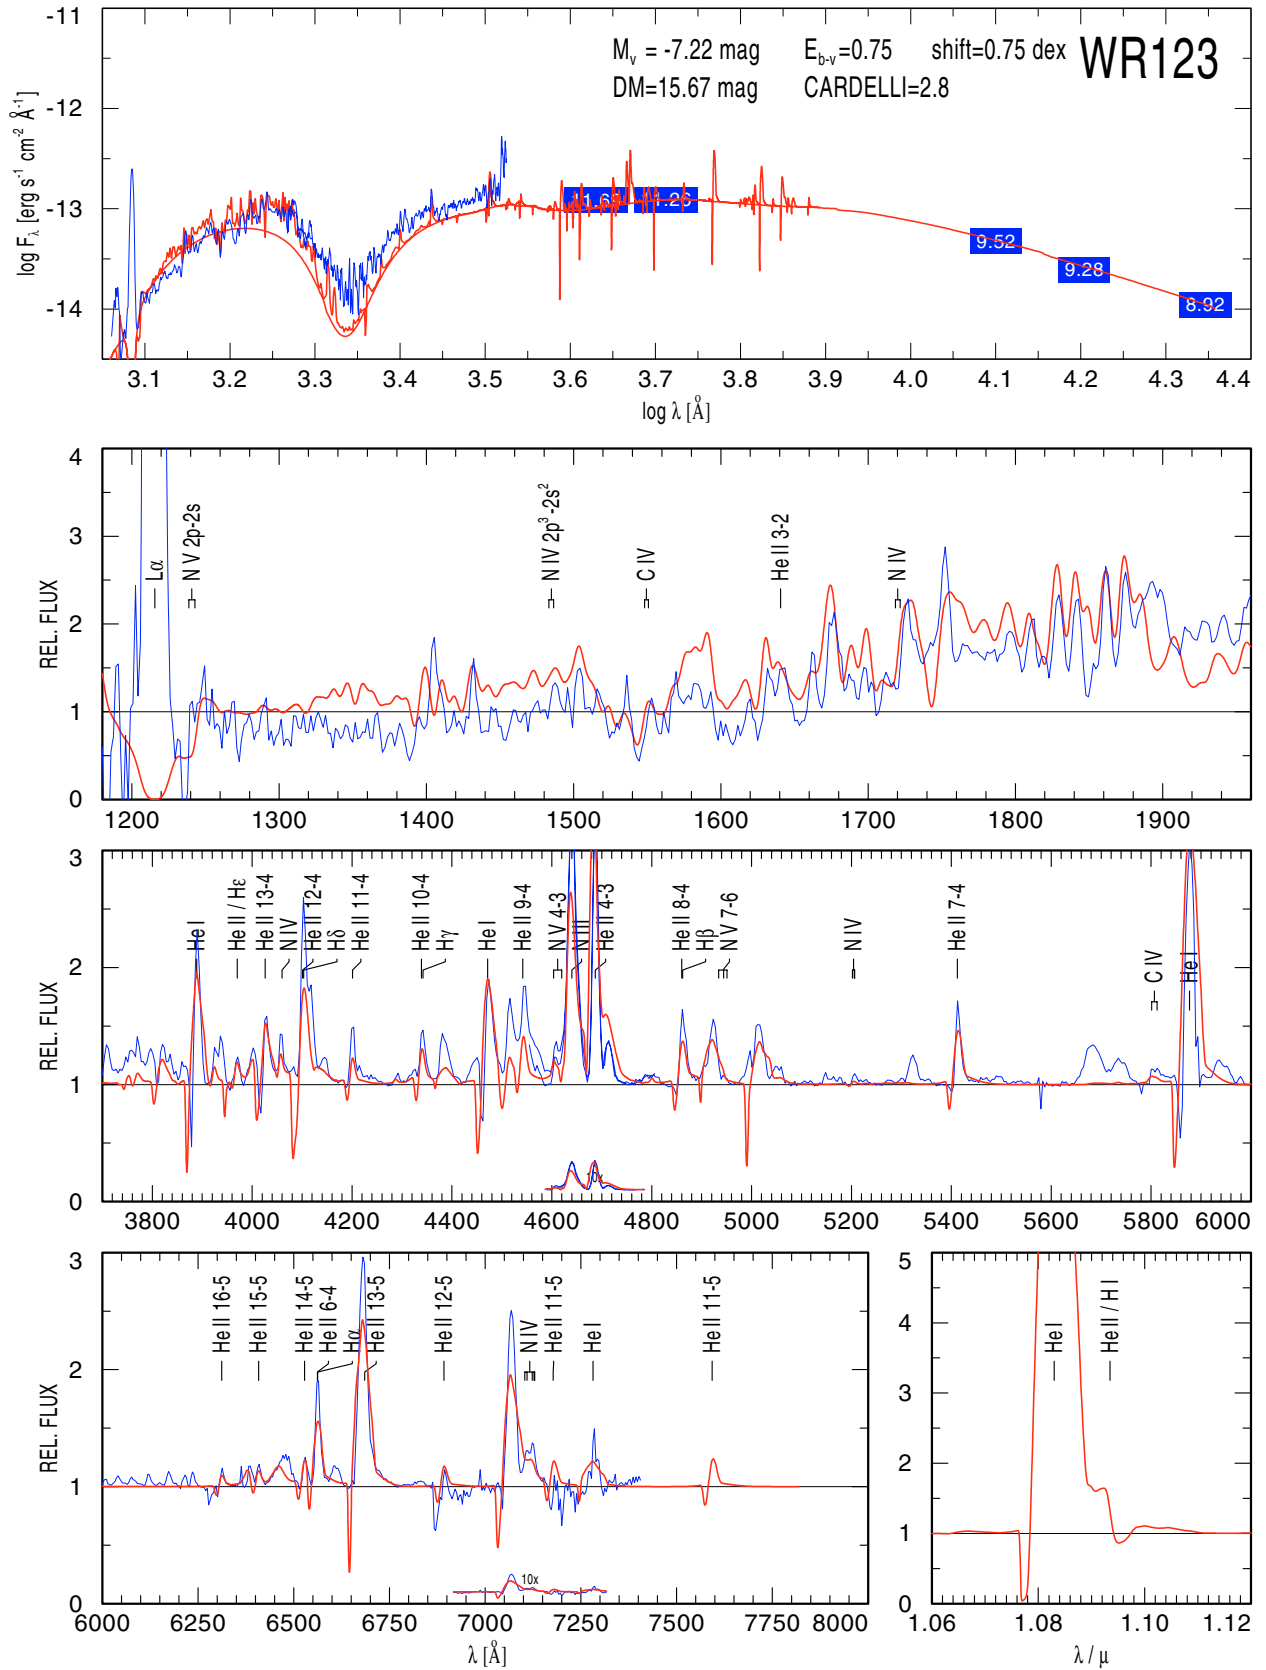 WR123
M_v = -7.22 mag E_b-v=0.75 shift=0.75 dex
DM=15.67 mag CARDELLI=2.8
log F_λ [erg s⁻¹ cm⁻² Å⁻¹]
-11
-12
-13
-14
9.52
9.28
8.92
3.1 3.2 3.3 3.4 3.5 3.6 3.7 3.8 3.9 4.0 4.1 4.2 4.3 4.4
log λ [Å]
REL. FLUX
4
3
2
1
0
Lα
N V 2p-2s
N IV 2p³-2s²
C IV
He II 3-2
N IV
1200 1300 1400 1500 1600 1700 1800 1900
REL. FLUX
3
2
1
0
He I
He II / Hε
He II 13-4
N IV
He II 12-4
Hδ
He II 11-4
He II 10-4
Hγ
He I
He II 9-4
N V 4-3
N III
He II 4-3
He II 8-4
Hβ
N V 7-6
N IV
He II 7-4
C IV
He I
10x
3800 4000 4200 4400 4600 4800 5000 5200 5400 5600 5800 6000
REL. FLUX
3
2
1
0
He II 16-5
He II 15-5
He II 14-5
He II 6-4
Hα
He II 13-5
He II 12-5
N IV
He II 11-5
He I
He II 11-5
10x
6000 6250 6500 6750 7000 7250 7500 7750 8000
λ [Å]
5
4
3
2
1
0
He I
He II / H I
1.06 1.08 1.10 1.12
λ / μ